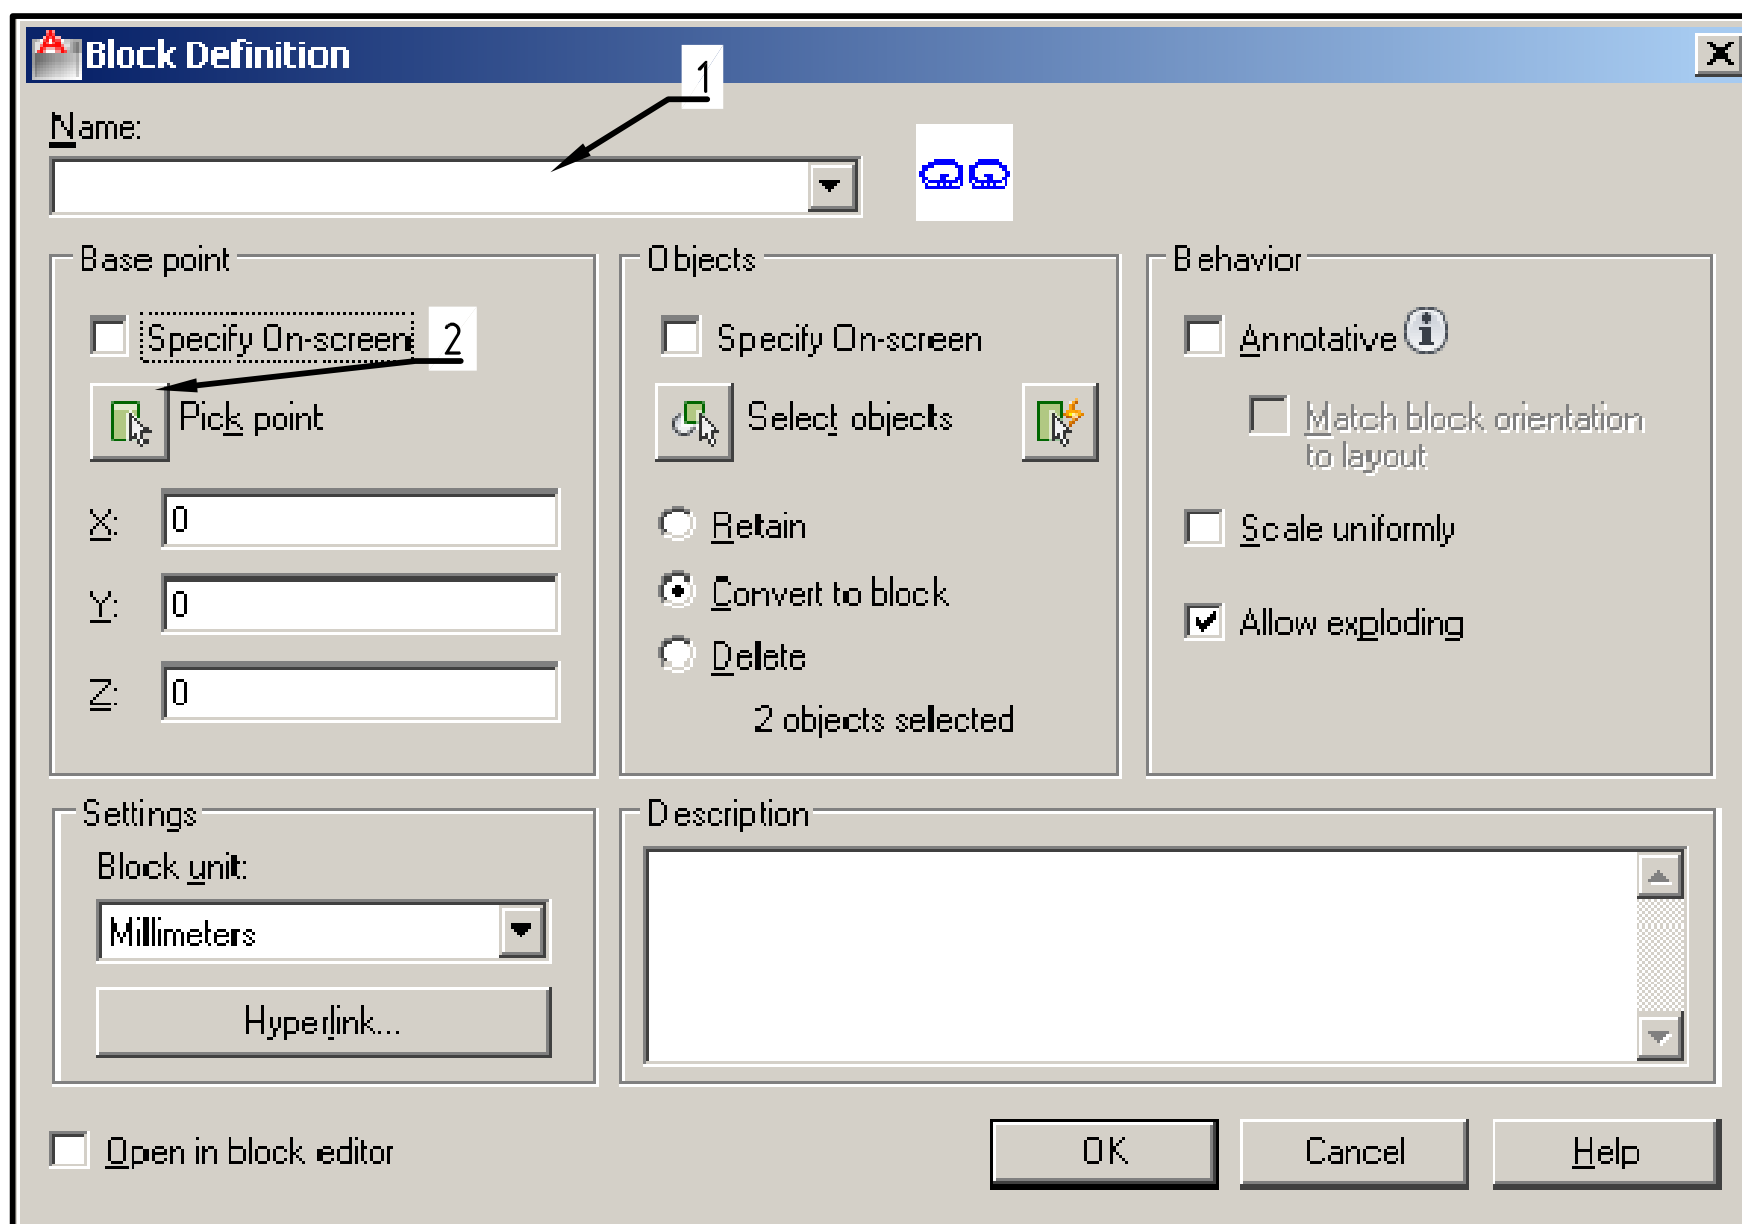 Block Definition
1
Name:
Base point
Objects
Behavior
Specify On-screen
2
Specify On-screen
Annotative
Pick point
Select objects
Match block orientation
to layout
X: 0
Retain
Scale uniformly
Y: 0
Convert to block
Allow exploding
Delete
Z: 0
2 objects selected
Settings
Description
Block unit:
Millimeters
Hyperlink...
Open in block editor
OK
Cancel
Help